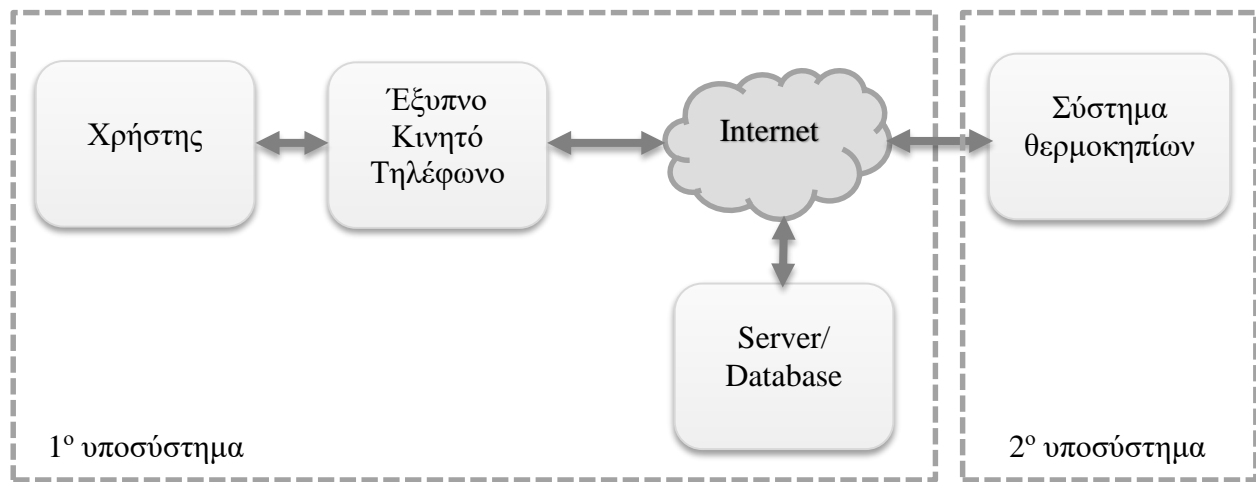 Χρήστης
Έξυπνο
Κινητό
Τηλέφωνο
Internet
Σύστημα
θερμοκηπίων
Server/
Database
1ο υποσύστημα
2ο υποσύστημα